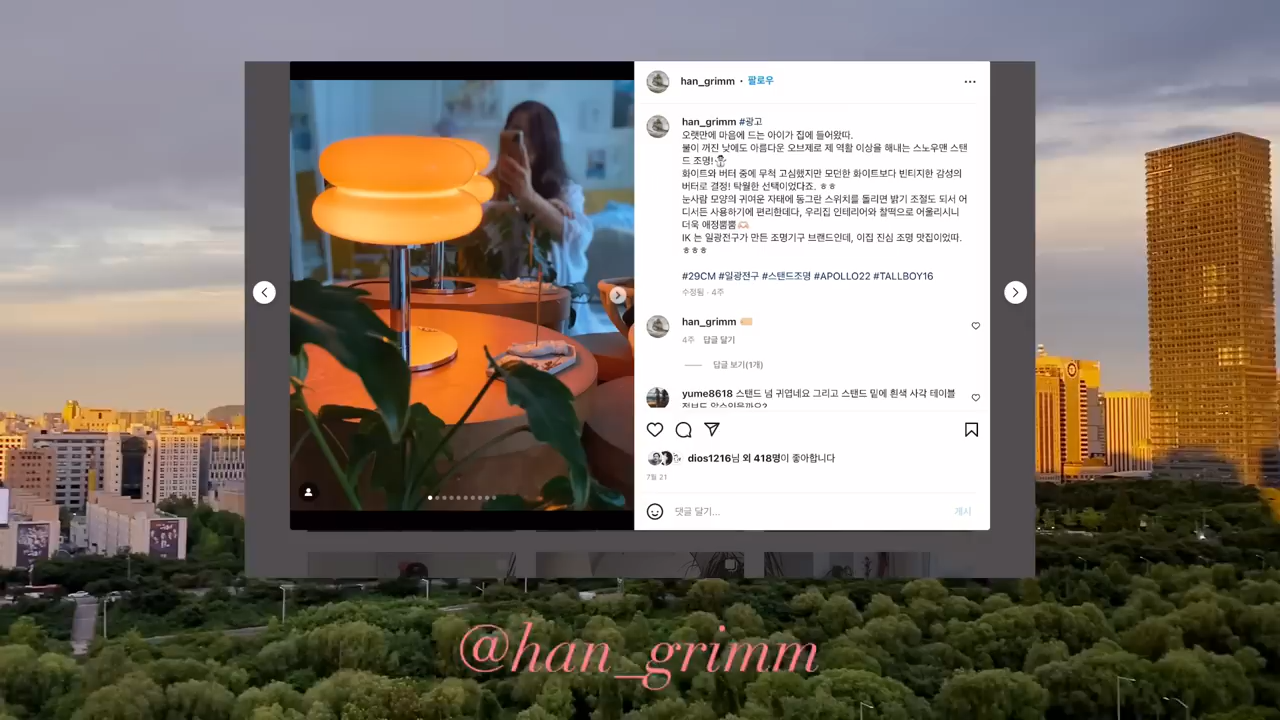 han_grimm • 팔로우
han_grimm #광고
오랫만에 마음에 드는 아이가 집에 들어왔따.
불이 꺼진 낮에도 아름다운 오브제로 제 역할 이상을 해내는 스노우맨 스탠
드 조명!☃️
화이트와 버터 중에 무척 고심했지만 모던한 화이트보다 빈티지한 감성의
버터로 결정! 탁월한 선택이었다죠. ㅎㅎ
눈사람 모양의 귀여운 자태에 동그란 스위치를 돌리면 밝기 조절도 되서 어
디서든 사용하기에 편리한데다, 우리집 인테리어와 찰떡으로 어울리시니
더욱 애정뿜뿜🫶🏻
IK 는 일광전구가 만든 조명기구 브랜드인데, 이집 진심 조명 맛집이었따.
ㅎㅎㅎ
#29CM #일광전구 #스탠드조명 #APOLLO22 #TALLBOY16
수정됨 · 4주
han_grimm
4주 답글 달기
답글 보기(1개)
yume8618 스탠드 넘 귀엽네요 그리고 스탠드 밑에 흰색 사각 테이블
dios1216님 외 418명이 좋아합니다
7월 21
댓글 달기...
게시
@han_grimm